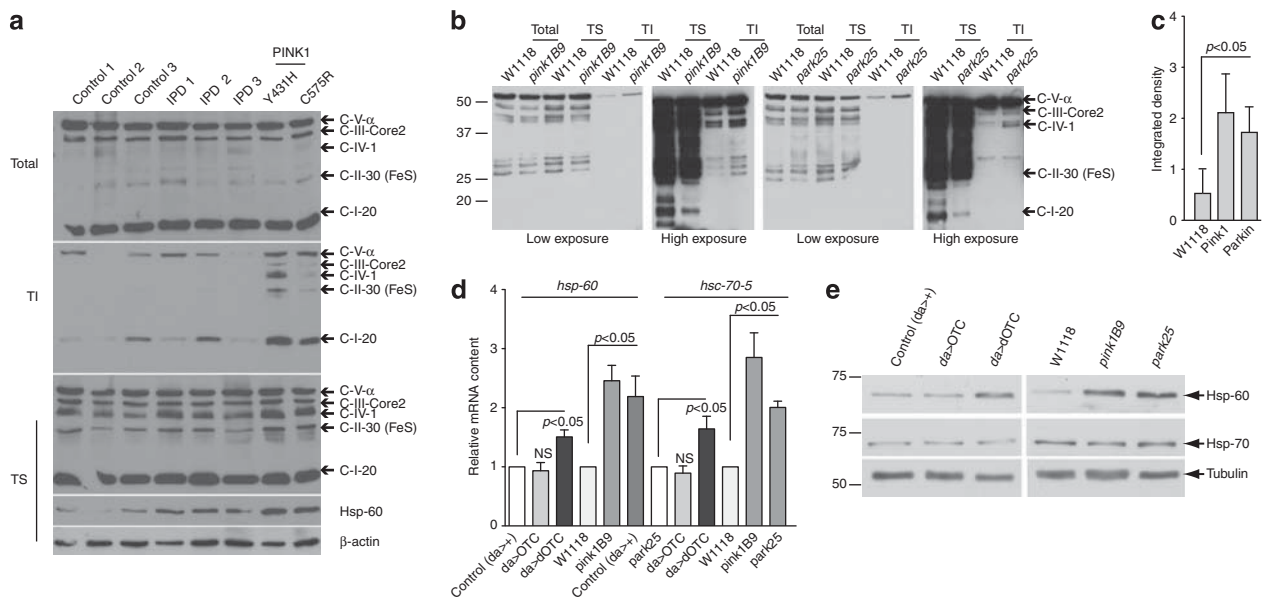 a
PINK1
Control 1
Control 2
Control 3
IPD 1
IPD 2
IPD 3
Y431H
C575R
Total
C-V-α
C-III-Core2
C-IV-1
C-II-30 (FeS)
C-I-20
TI
C-V-α
C-III-Core2
C-IV-1
C-II-30 (FeS)
C-I-20
TS
C-V-α
C-III-Core2
C-IV-1
C-II-30 (FeS)
C-I-20
Hsp-60
β-actin
b
Total TS TI TS TI Total TS TI TS TI
W1118 pink1B9 W1118 pink1B9 W1118 pink1B9 W1118 pink1B9 W1118 pink1B9 W1118 park25 W1118 park25 W1118 park25 W1118 park25 W1118 park25
50
37
25
20
C-V-α
C-III-Core2
C-IV-1
C-II-30 (FeS)
C-I-20
Low exposure High exposure Low exposure High exposure
c
Integrated density
4
3
2
1
0
p<0.05
W1118
Pink1
Parkin
d
hsp-60 hsc-70-5
Relative mRNA content
4
3
2
1
0
p<0.05
NS
p<0.05
p<0.05
NS
p<0.05
Control (da>+)
da>OTC
da>dOTC
W1118
pink1B9
Control (da>+)
park25
da>OTC
da>dOTC
W1118
pink1B9
park25
e
Control (da>+)
da>OTC
da>dOTC
W1118
pink1B9
park25
75
Hsp-60
75
Hsp-70
50
Tubulin